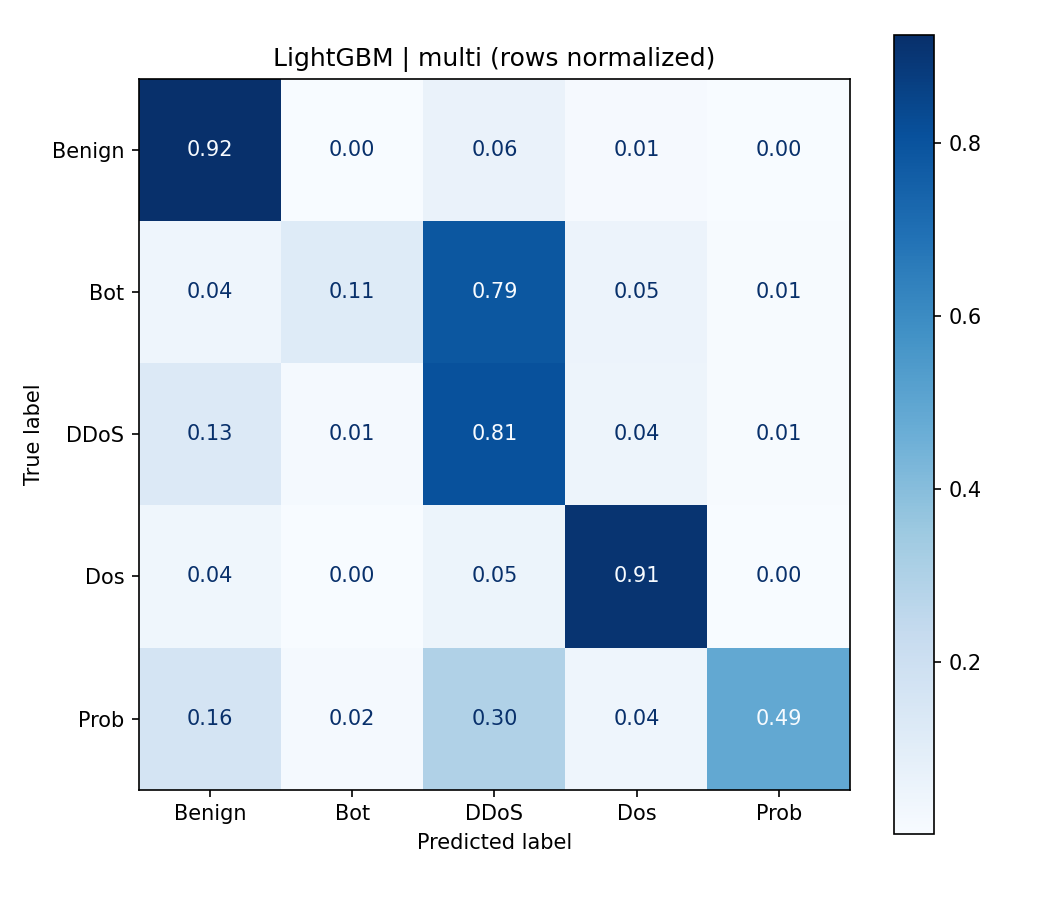 LightGBM | multi (rows normalized)
Benign 0.92 0.00 0.06 0.01 0.00
Bot 0.04 0.11 0.79 0.05 0.01
DDoS 0.13 0.01 0.81 0.04 0.01
Dos 0.04 0.00 0.05 0.91 0.00
Prob 0.16 0.02 0.30 0.04 0.49
Benign Bot DDoS Dos Prob
Predicted label
True label
0.8
0.6
0.4
0.2